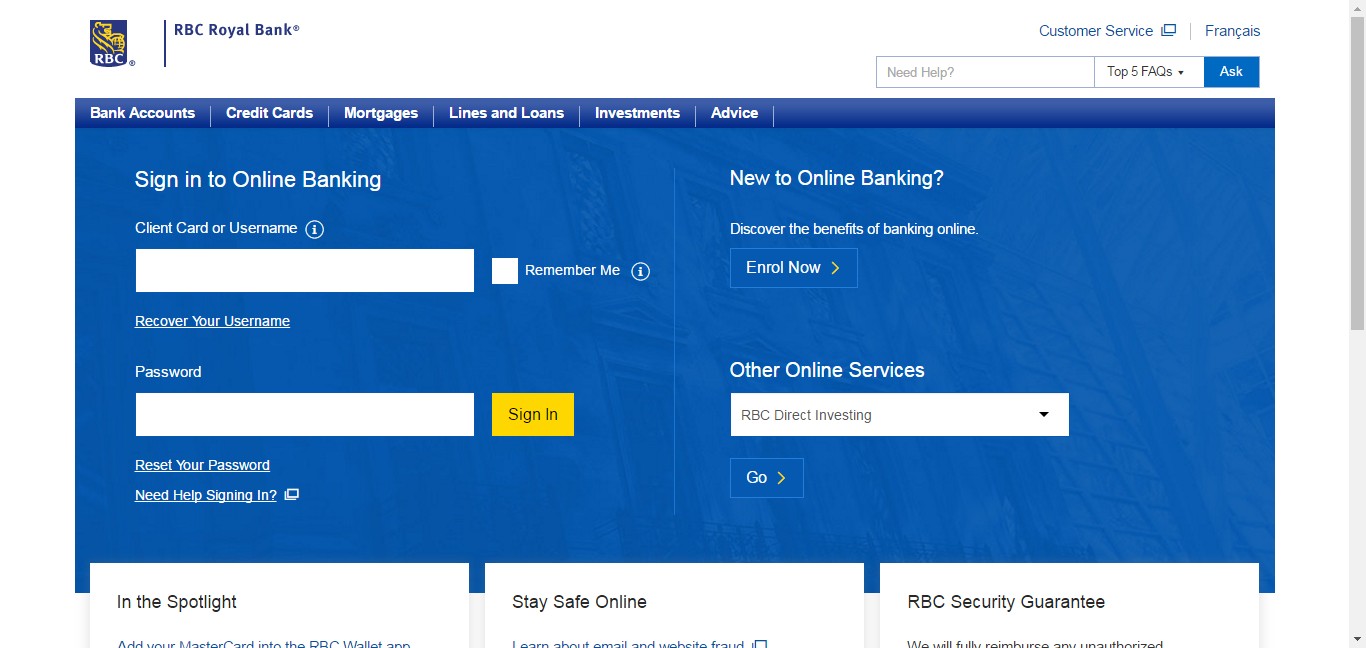 RBC Royal Bank®
RBC ®
Customer Service
Français
Need Help?
Top 5 FAQs
Ask
Bank Accounts
Credit Cards
Mortgages
Lines and Loans
Investments
Advice
Sign in to Online Banking
Client Card or Username
Remember Me
Recover Your Username
Password
Sign In
Reset Your Password
Need Help Signing In?
New to Online Banking?
Discover the benefits of banking online.
Enrol Now
Other Online Services
RBC Direct Investing
Go
In the Spotlight
Add your MasterCard into the RBC Wallet app
Stay Safe Online
Learn about email and website fraud
RBC Security Guarantee
We will fully reimburse any unauthorized